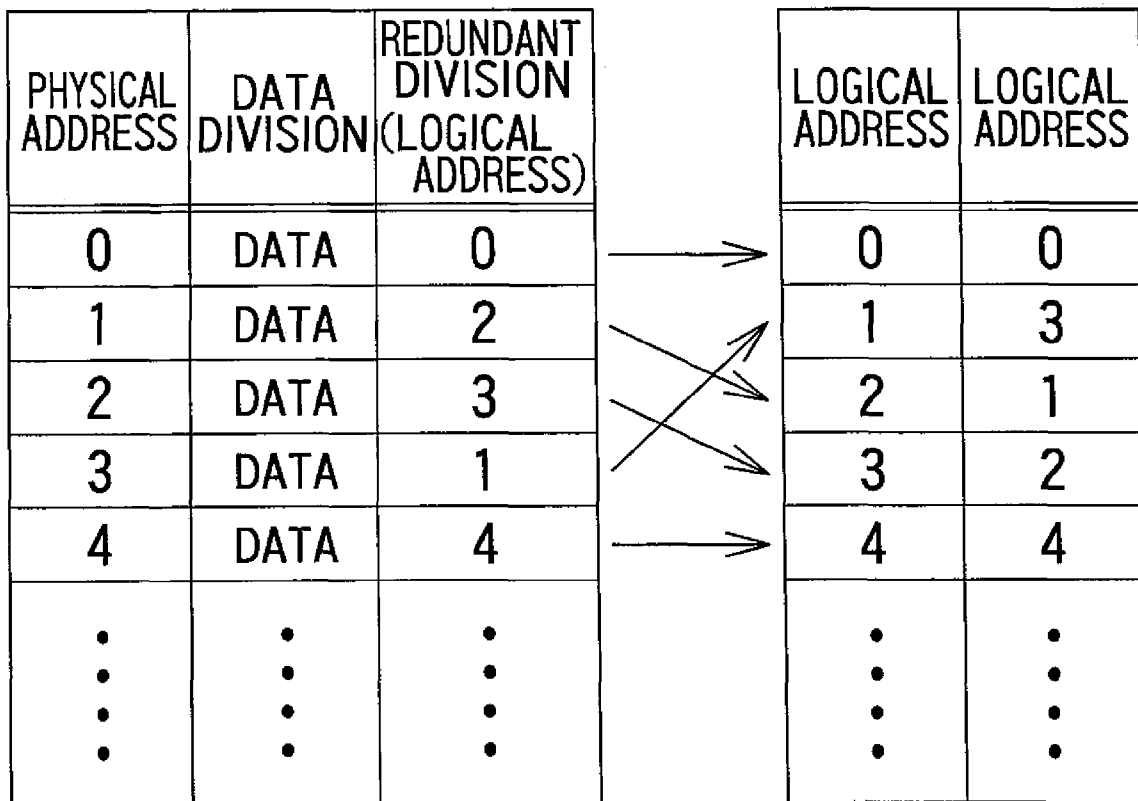 PHYSICAL ADDRESS
DATA DIVISION
REDUNDANT DIVISION (LOGICAL ADDRESS)
LOGICAL ADDRESS
LOGICAL ADDRESS
0 DATA 0 0 0
1 DATA 2 1 3
2 DATA 3 2 1
3 DATA 1 3 2
4 DATA 4 4 4